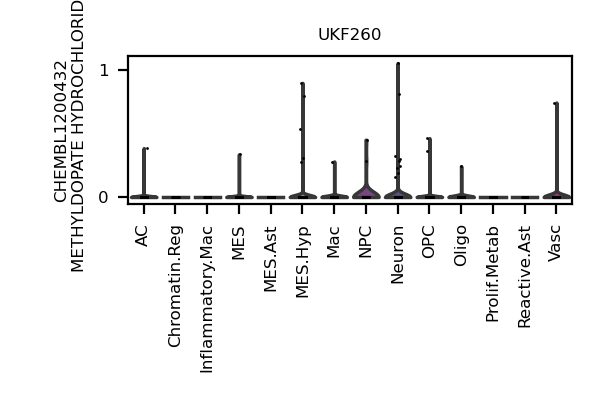 UKF260
CHEMBL1200432
METHYLDOPATE HYDROCHLORID
1
0
AC
Chromatin.Reg
Inflammatory.Mac
MES
MES.Ast
MES.Hyp
Mac
NPC
Neuron
OPC
Oligo
Prolif.Metab
Reactive.Ast
Vasc